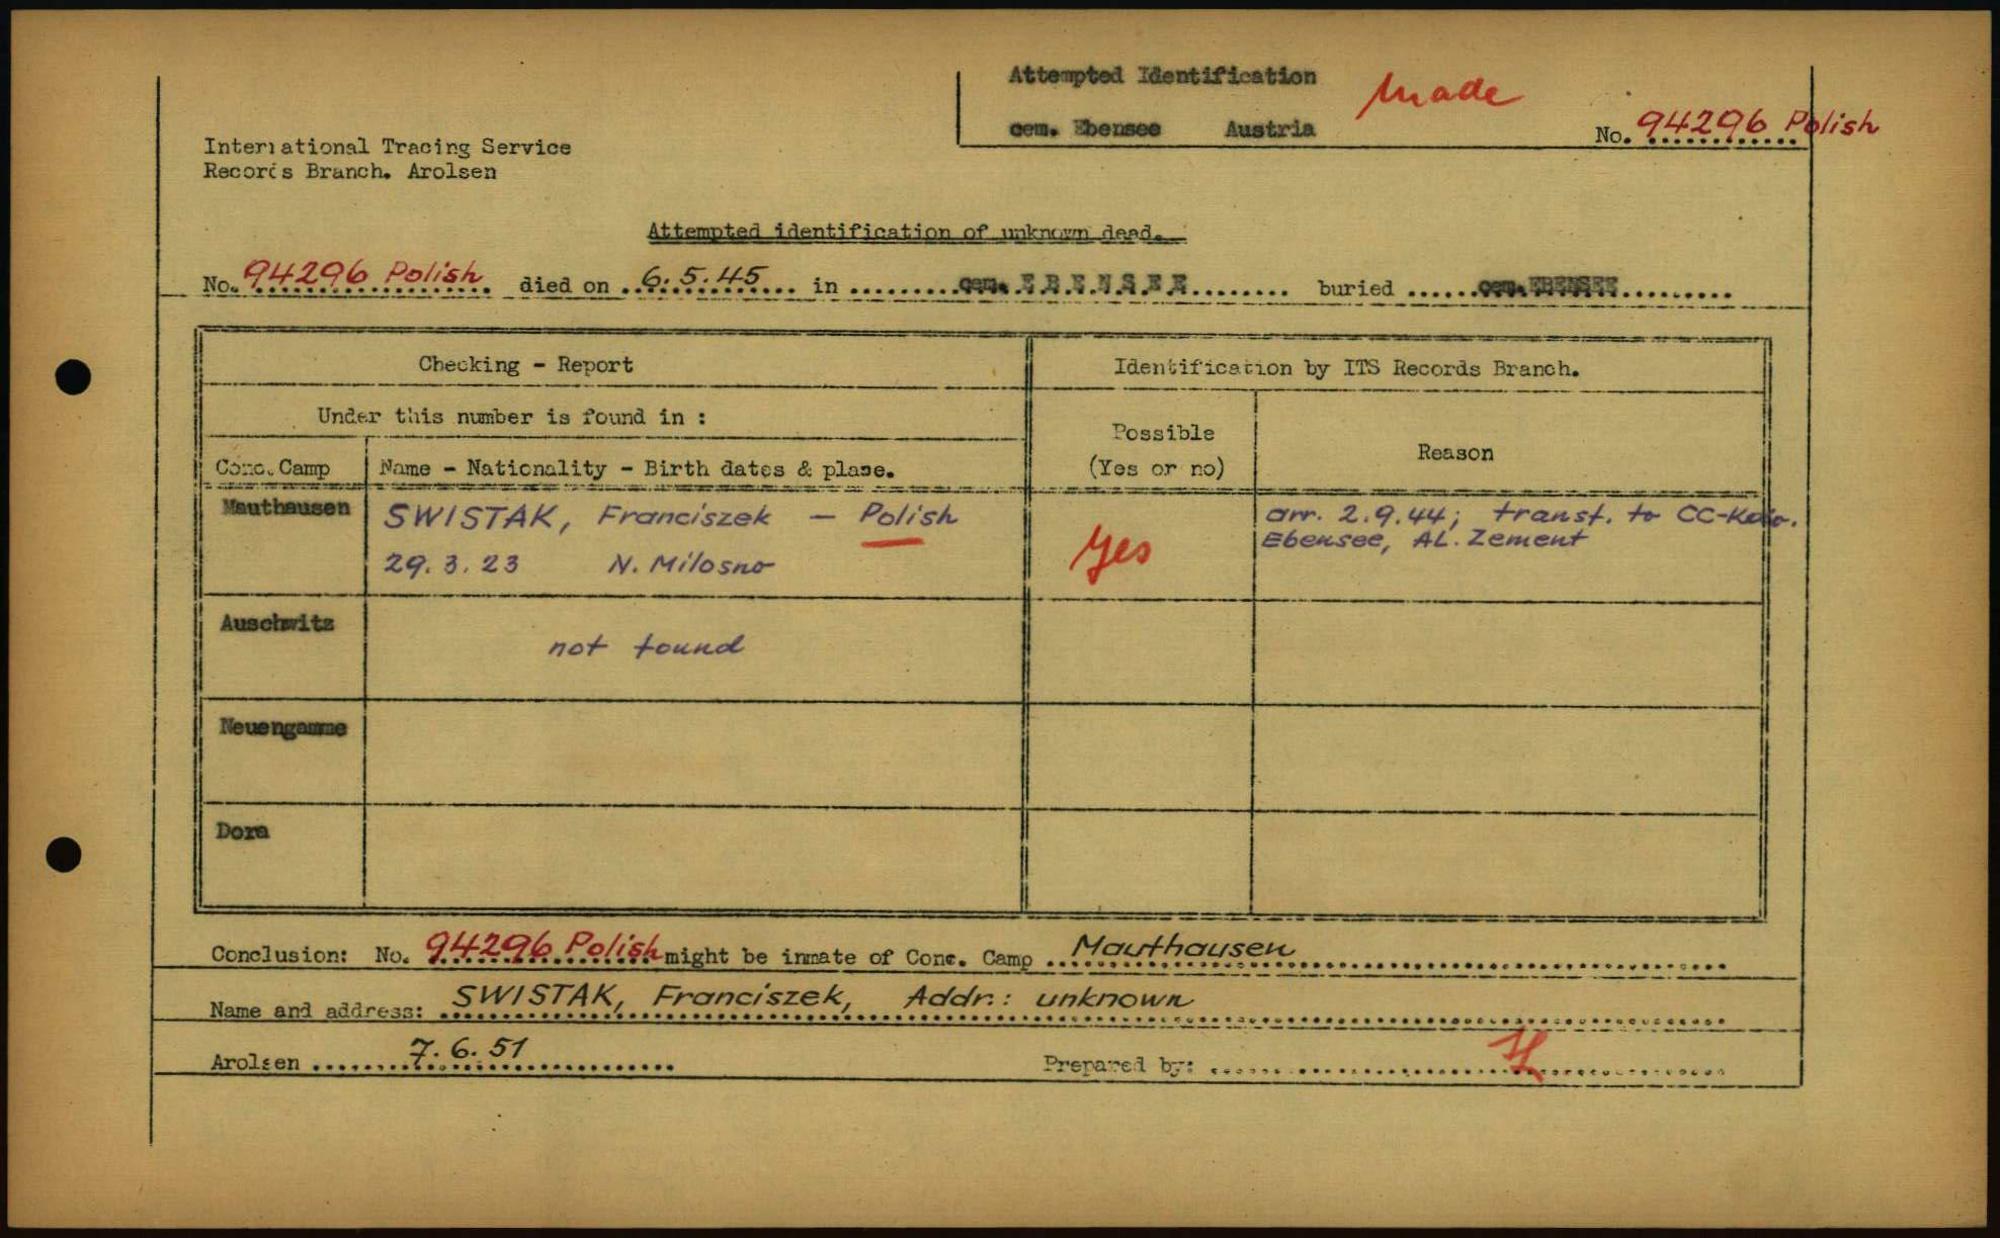 Attempted Identification
made
cem. Ebensee Austria
No. 94296 Polish
International Tracing Service
Records Branch. Arolsen
Attempted identification of unknown dead.
No. 94296 Polish died on 6.5.45 in cem. EBENSEE buried cem. EBENSEE
Checking - Report
Identification by ITS Records Branch.
Under this number is found in :
Conc. Camp
Name - Nationality - Birth dates & place.
Possible
(Yes or no)
Reason
Mauthausen
SWISTAK, Franciszek - Polish
29.3.23 N. Milosno
Yes
arr. 2.9.44; transf. to CC-Kdo.
Ebensee, AL. Zement
Auschwitz
not found
Neuengamme
Dora
Conclusion: No. 94296 Polish might be inmate of Conc. Camp Mauthausen
Name and address: SWISTAK, Franciszek, Addr.: unknown
Arolsen 7.6.51
Prepared by: